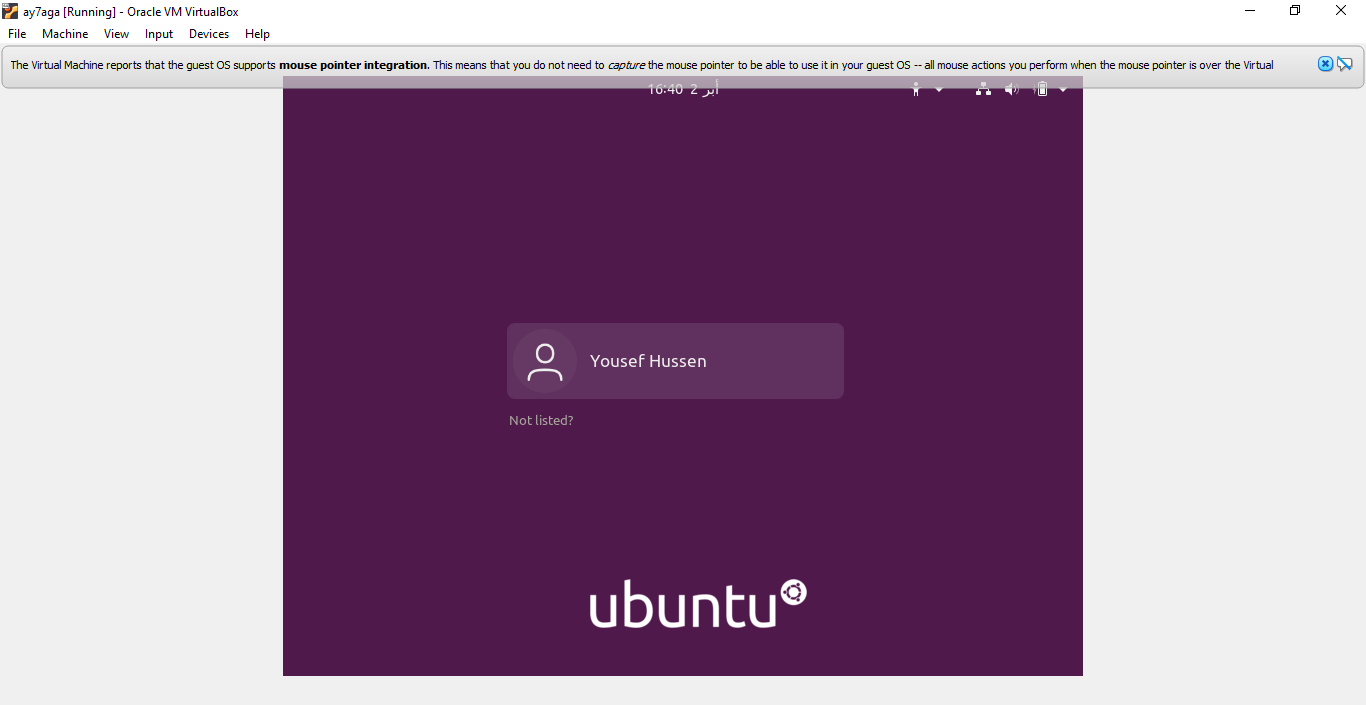 ay7aga [Running] - Oracle VM VirtualBox
File Machine View Input Devices Help
The Virtual Machine reports that the guest OS supports mouse pointer integration. This means that you do not need to capture the mouse pointer to be able to use it in your guest OS -- all mouse actions you perform when the mouse pointer is over the Virtual
16:40 2 أبر
Yousef Hussen
Not listed?
ubuntu